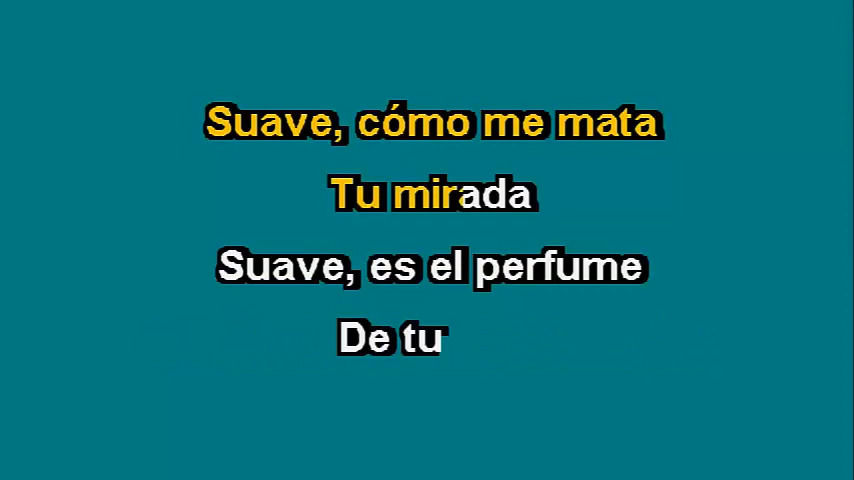 Suave, cómo me mata
Tu mirada
Suave, es el perfume
De tu